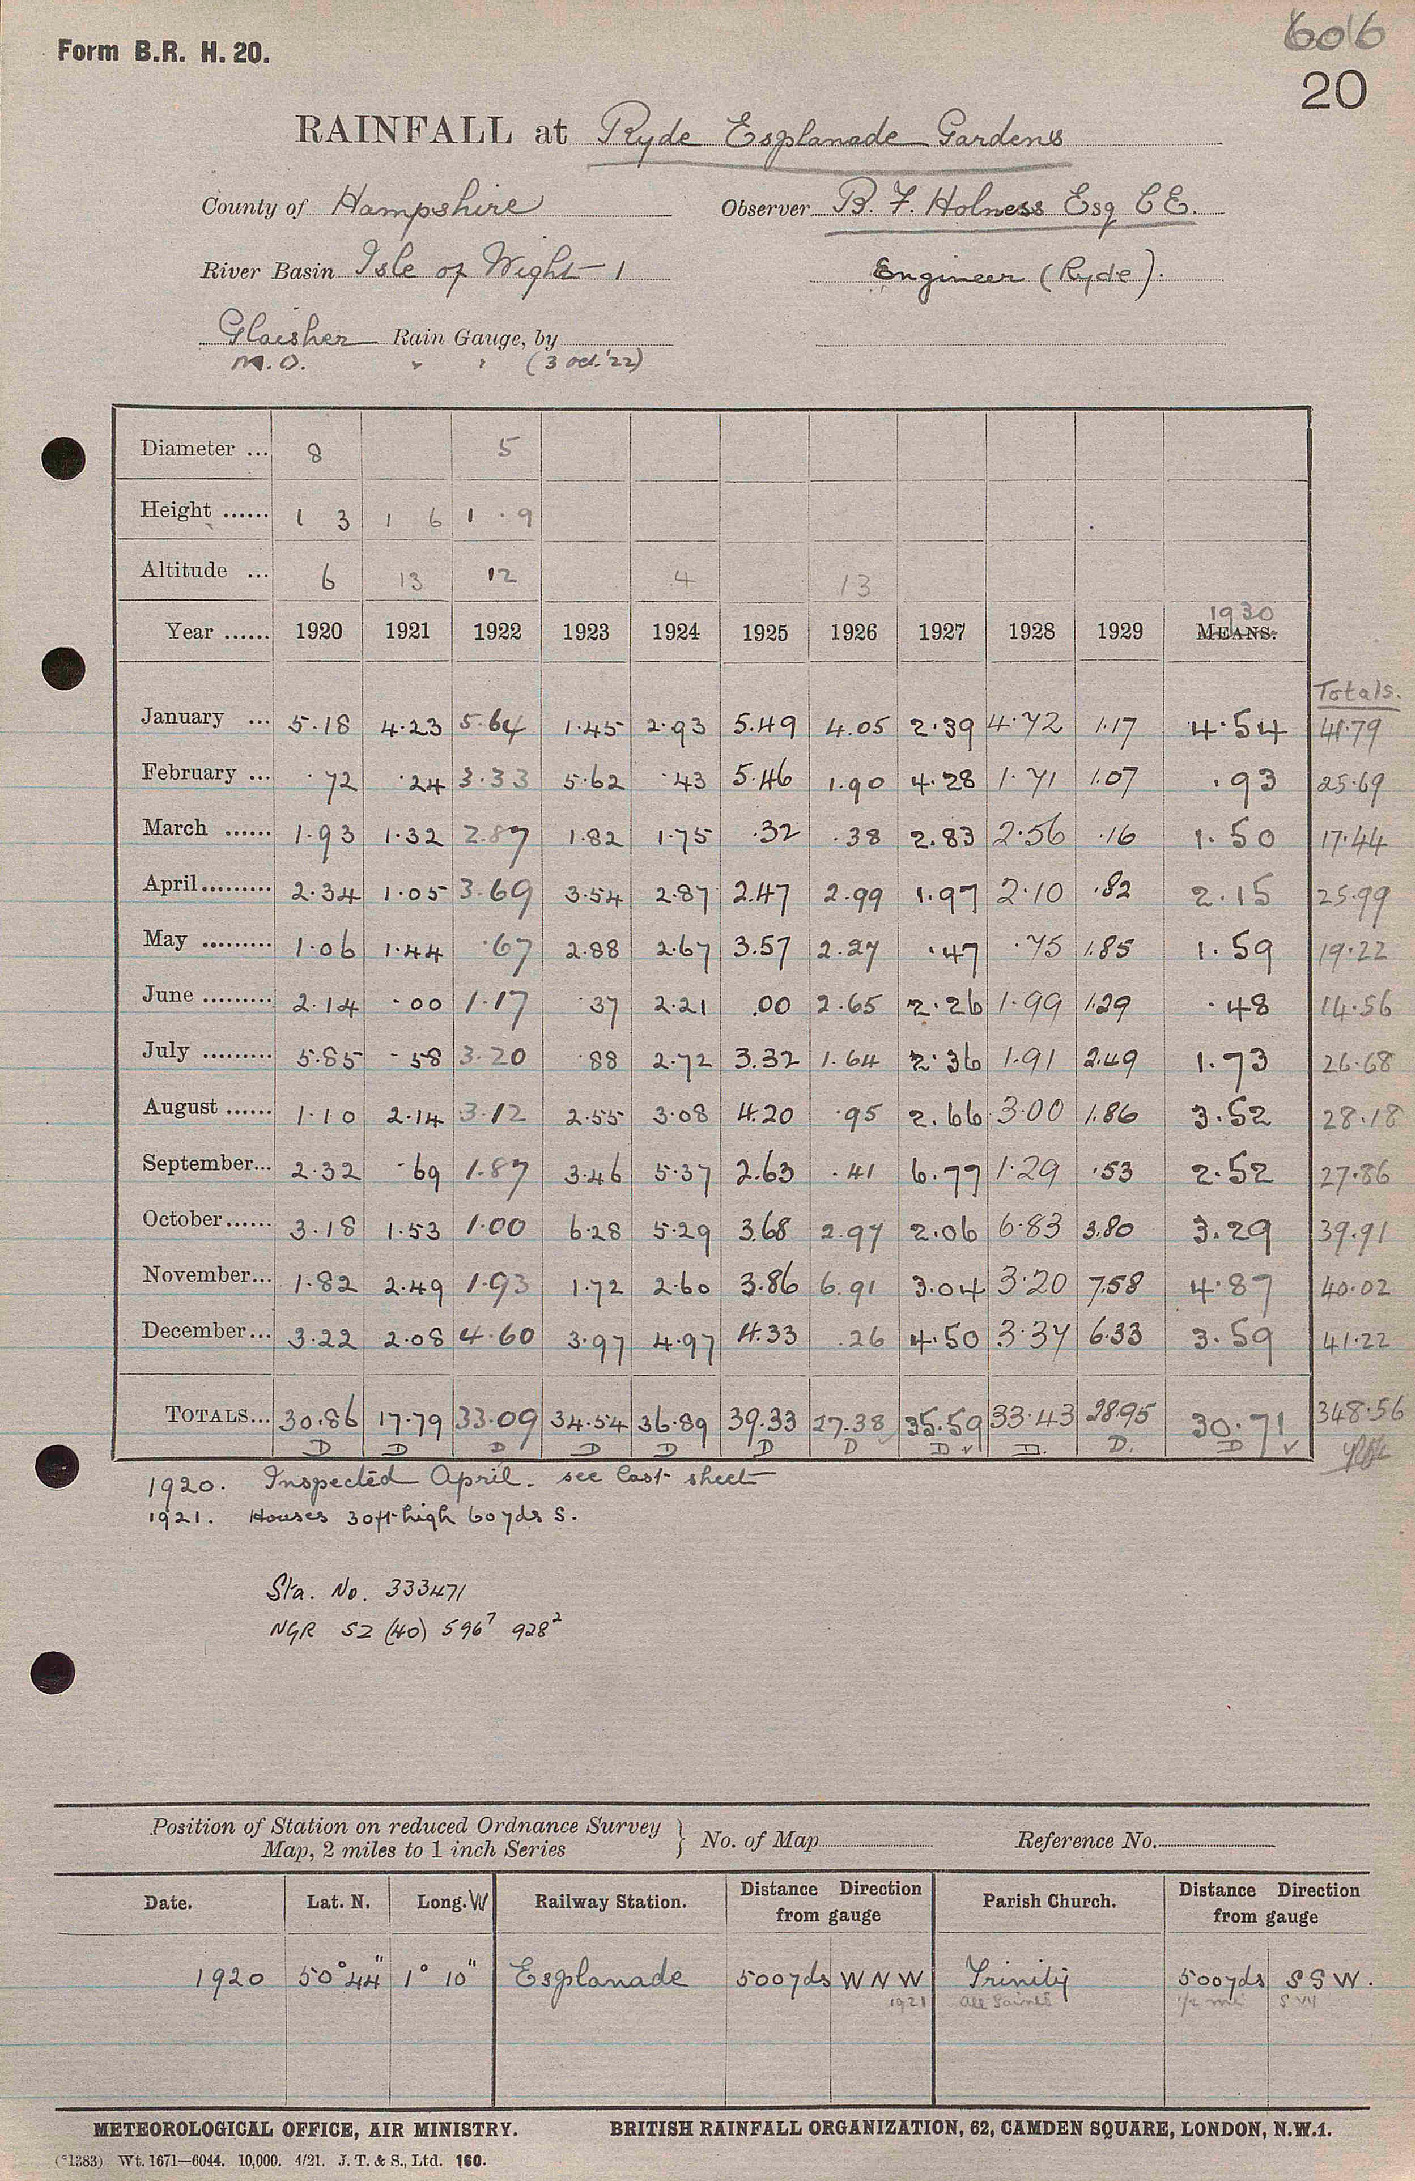 6016
Form B.R. H. 20.
20
RAINFALL at Ryde Esplanade Gardens
County of Hampshire Observer B. F. Holness Esq C E.
River Basin Isle of Wight 1 Engineer (Ryde).
Glaisher Rain Gauge, by
M.O. " " (3 Oct. '22)
Diameter ... 8 5
Height ...... 1 3 1 6 1 . 9
Altitude ... 6 13 12 4 13
1930
Year ...... 1920 1921 1922 1923 1924 1925 1926 1927 1928 1929 MEANS.
Totals.
January ... 5.18 4.23 5.64 1.45 2.93 5.49 4.05 2.39 4.72 1.17 4.54 41.79
February ... .72 .24 3.33 5.62 .43 5.46 1.90 4.28 1.71 1.07 .93 25.69
March ...... 1.93 1.32 2.87 1.82 1.75 .32 .38 2.83 2.56 .16 1.50 17.44
April......... 2.34 1.05 3.69 3.54 2.87 2.47 2.99 1.97 2.10 .82 2.15 25.99
May ......... 1.06 1.44 .67 2.88 2.67 3.57 2.27 .47 .75 1.85 1.59 19.22
June ......... 2.14 .00 1.17 .37 2.21 .00 2.65 2.26 1.99 1.29 .48 14.56
July ......... 5.85 .58 3.20 .88 2.72 3.32 1.64 2.36 1.91 2.49 1.73 26.68
August ...... 1.10 2.14 3.12 2.55 3.08 4.20 .95 2.66 3.00 1.86 3.52 28.18
September... 2.32 .69 1.87 3.46 5.37 2.63 .41 6.77 1.29 .53 2.52 27.86
October...... 3.18 1.53 1.00 6.28 5.29 3.68 2.97 2.06 6.83 3.80 3.29 39.91
November... 1.82 2.49 1.93 1.72 2.60 3.86 6.91 3.04 3.20 7.58 4.87 40.02
December... 3.22 2.08 4.60 3.97 4.97 4.33 .26 4.50 3.37 6.33 3.59 41.22
TOTALS... 30.86 17.79 33.09 34.54 36.89 39.33 27.38 35.59 33.43 28.95 30.71 348.56
D D D D D D D D D. D. D
1920. Inspected April. see last sheet
1921. Houses 30ft high 60 yds S.
Sta. No. 333471
NGR SZ (40) 596⁷ 928²
Position of Station on reduced Ordnance Survey
Map, 2 miles to 1 inch Series } No. of Map Reference No.
Date. Lat. N. Long. W Railway Station. Distance Direction from gauge Parish Church. Distance Direction from gauge
1920 50° 44" 1° 10" Esplanade 500 yds W N W Trinity 500 yds S S W.
1921 All Saints 1/2 mi S W
METEOROLOGICAL OFFICE, AIR MINISTRY. BRITISH RAINFALL ORGANIZATION, 62, CAMDEN SQUARE, LONDON, N.W.1.
(*1383) Wt. 1671—6044. 10,000. 4/21. J. T. & S., Ltd. 160.